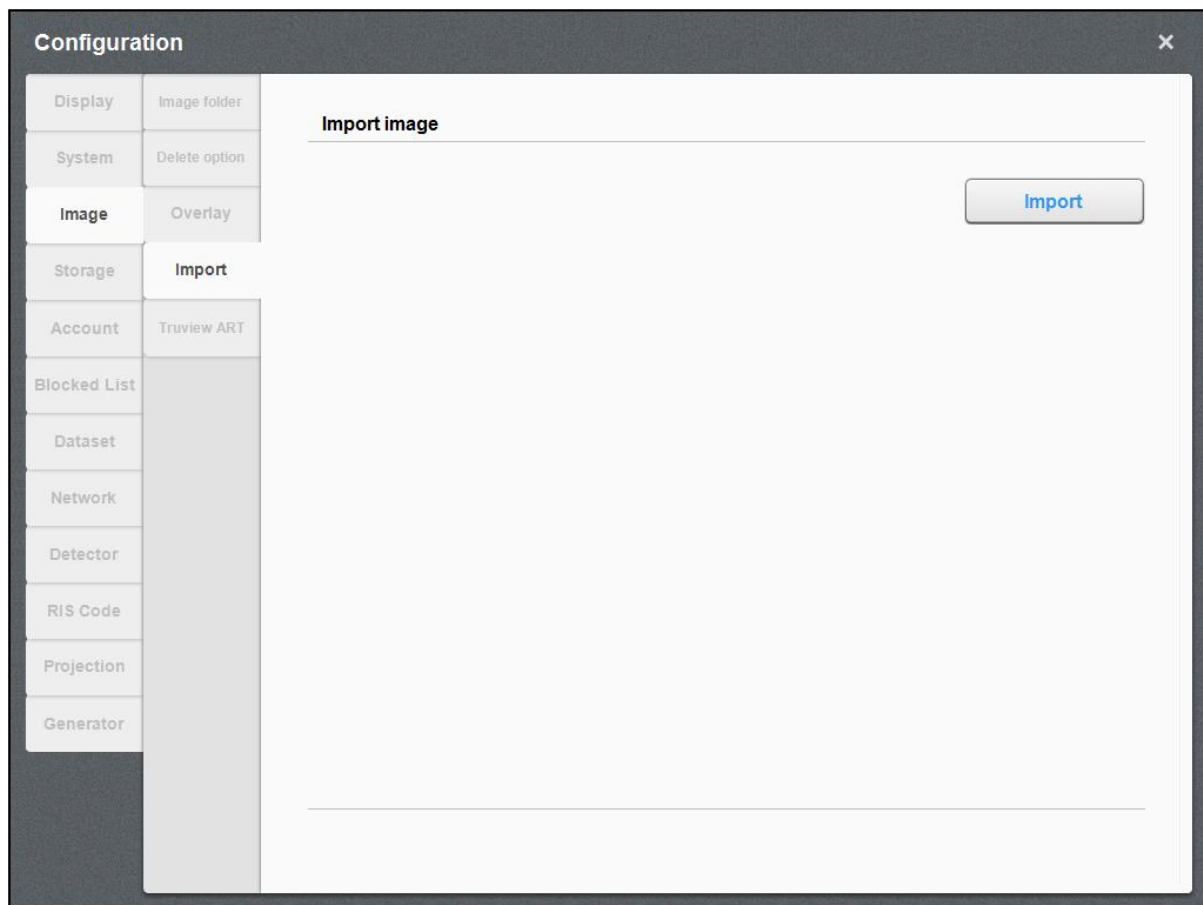 Configuration
×
Display
System
Image
Storage
Account
Blocked List
Dataset
Network
Detector
RIS Code
Projection
Generator
Image folder
Delete option
Overlay
Import
Truview ART
Import image
Import